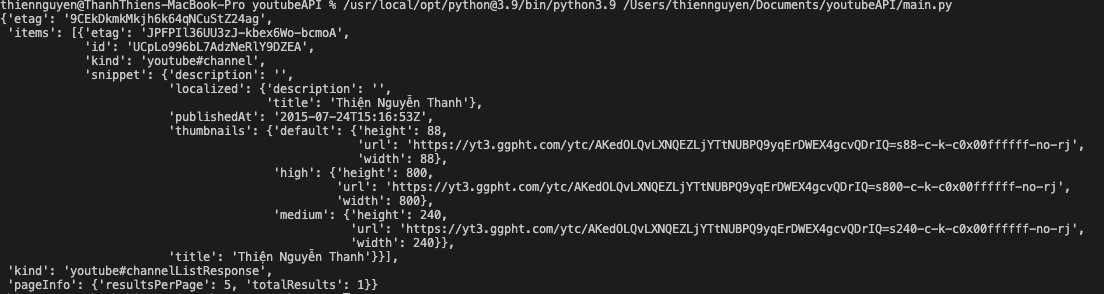 thiennguyen@ThanhThiens-MacBook-Pro youtubeAPI % /usr/local/opt/python@3.9/bin/python3.9 /Users/thiennguyen/Documents/youtubeAPI/main.py
{'etag': '9CEkDkmkMkjh6k64qNCuStZ24ag',
'items': [{'etag': 'JPFPIl36UU3zJ-kbex6Wo-bcmoA',
'id': 'UCpLo996bL7AdzNeRlY9DZEA',
'kind': 'youtube#channel',
'snippet': {'description': '',
'localized': {'description': '',
'title': 'Thiện Nguyễn Thanh'},
'publishedAt': '2015-07-24T15:16:53Z',
'thumbnails': {'default': {'height': 88,
'url': 'https://yt3.ggpht.com/ytc/AKedOLQvLXNQEZLjYTtNUBPQ9yqErDWEX4gcvQDrIQ=s88-c-k-c0x00ffffff-no-rj',
'width': 88},
'high': {'height': 800,
'url': 'https://yt3.ggpht.com/ytc/AKedOLQvLXNQEZLjYTtNUBPQ9yqErDWEX4gcvQDrIQ=s800-c-k-c0x00ffffff-no-rj',
'width': 800},
'medium': {'height': 240,
'url': 'https://yt3.ggpht.com/ytc/AKedOLQvLXNQEZLjYTtNUBPQ9yqErDWEX4gcvQDrIQ=s240-c-k-c0x00ffffff-no-rj',
'width': 240}},
'title': 'Thiện Nguyễn Thanh'}}],
'kind': 'youtube#channelListResponse',
'pageInfo': {'resultsPerPage': 5, 'totalResults': 1}}